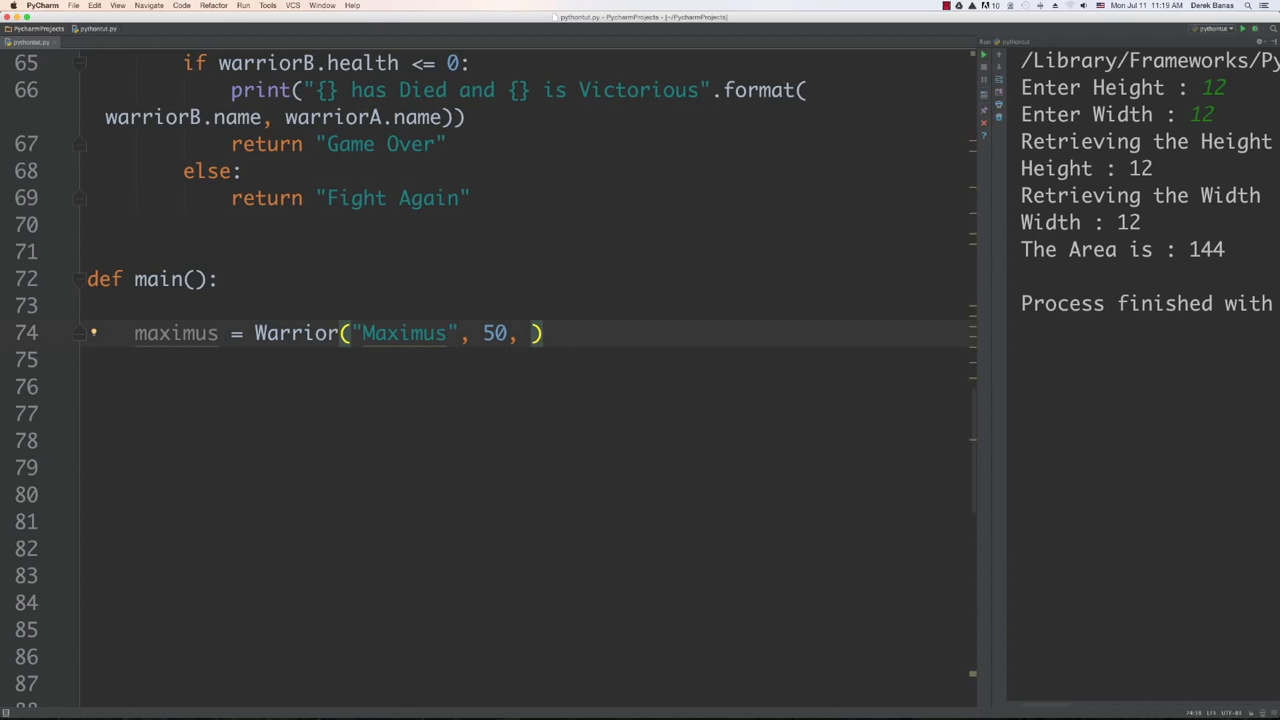 PyCharm File Edit View Navigate Code Refactor Run Tools VCS Window Help
10 Mon Jul 11 11:19 AM Derek Banas
pythontut.py - PycharmProjects - [~/PycharmProjects]
PycharmProjects pythontut.py
pythontut
pythontut.py
Run pythontut
65 if warriorB.health <= 0:
66 print("{} has Died and {} is Victorious".format(
warriorB.name, warriorA.name))
67 return "Game Over"
68 else:
69 return "Fight Again"
70
71
72 def main():
73
74 maximus = Warrior("Maximus", 50, )
75
76
77
78
79
80
81
82
83
84
85
86
87
/Library/Frameworks/Py
Enter Height : 12
Enter Width : 12
Retrieving the Height
Height : 12
Retrieving the Width
Width : 12
The Area is : 144
Process finished with
LF UTF-8